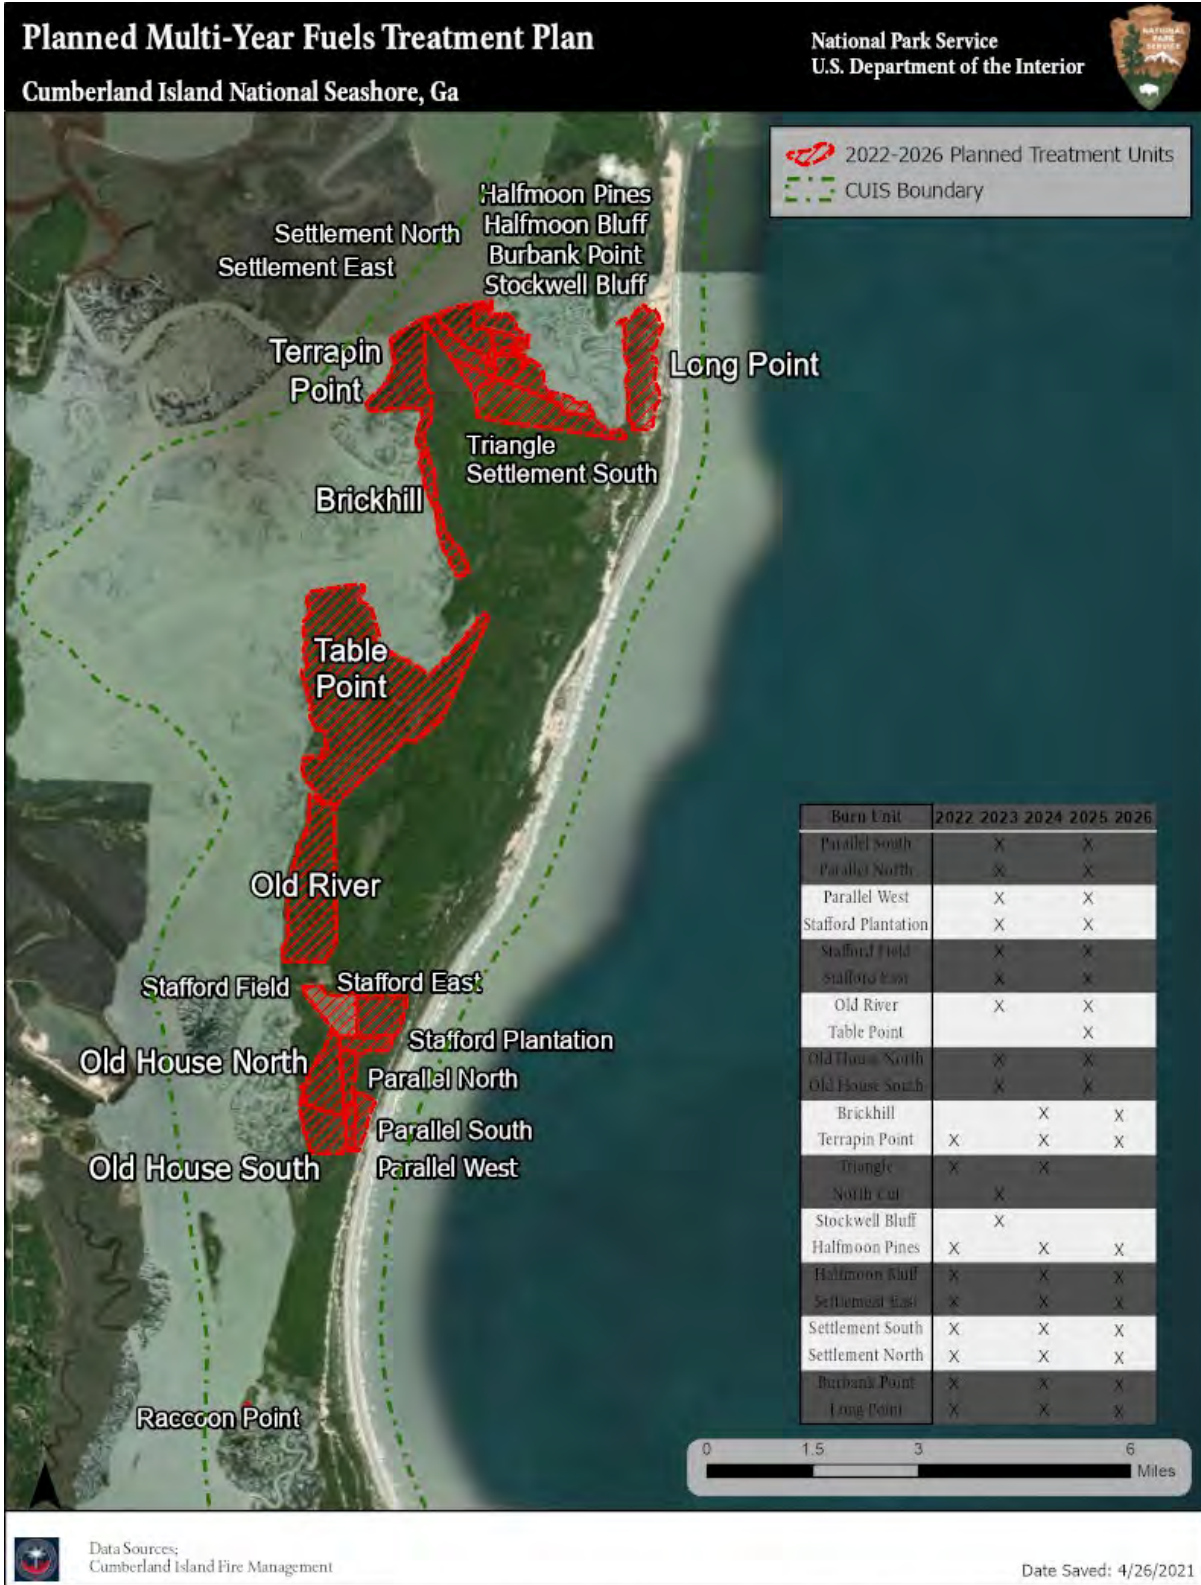 Planned Multi-Year Fuels Treatment Plan
Cumberland Island National Seashore, Ga
National Park Service
U.S. Department of the Interior
NATIONAL
PARK
SERVICE
2022-2026 Planned Treatment Units
CUIS Boundary
Halfmoon Pines
Halfmoon Bluff
Burbank Point
Stockwell Bluff
Settlement North
Settlement East
Terrapin
Point
Long Point
Triangle
Settlement South
Brickhill
Table
Point
Old River
Stafford Field
Stafford East
Stafford Plantation
Old House North
Parallel North
Parallel South
Old House South
Parallel West
Raccoon Point
Burn Unit 2022 2023 2024 2025 2026
Parallel South X X
Parallel North X X
Parallel West X X
Stafford Plantation X X
Stafford Field X X
Stafford East X X
Old River X X
Table Point X
Old House North X X
Old House South X X
Brickhill X X
Terrapin Point X X X
Triangle X X
North Cut X
Stockwell Bluff X
Halfmoon Pines X X X
Halfmoon Bluff X X X
Settlement East X X X
Settlement South X X X
Settlement North X X X
Burbank Point X X X
Long Point X X X
0 1.5 3 6
Miles
Data Sources;
Cumberland Island Fire Management
Date Saved: 4/26/2021